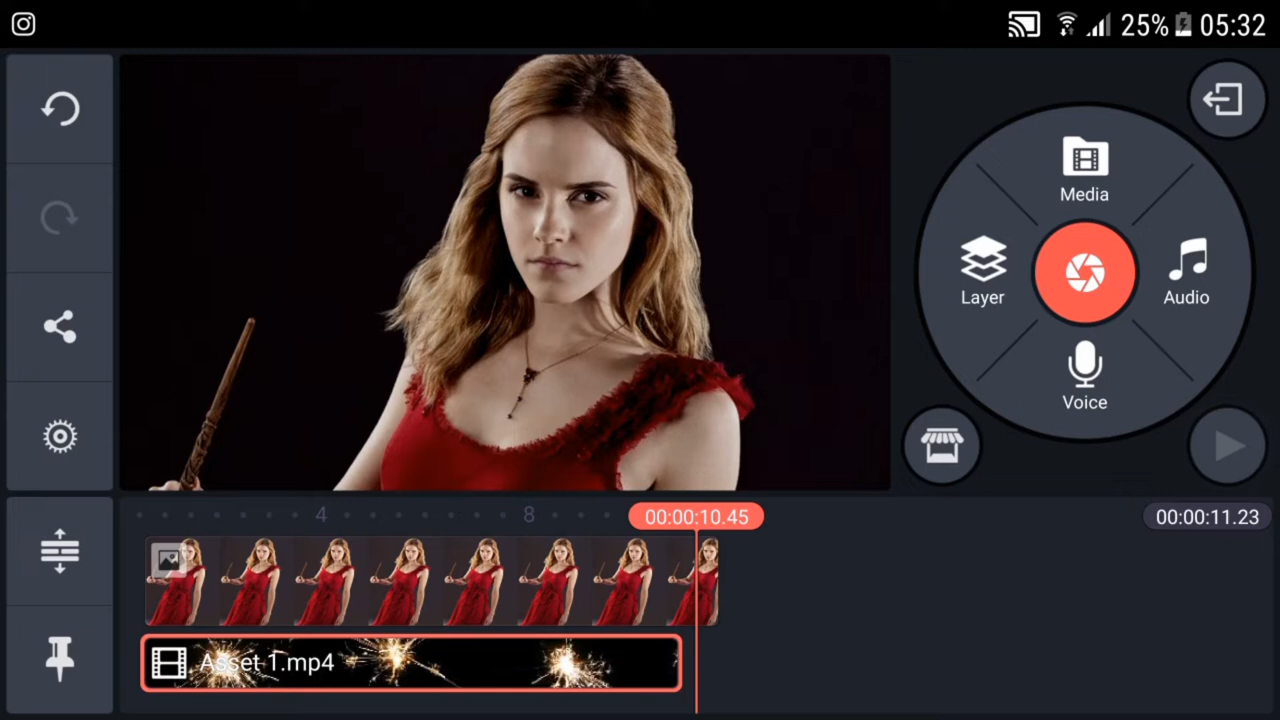 25% 05:32
Media
Layer
Audio
Voice
4 8 00:00:10.45 00:00:11.23
Asset 1.mp4